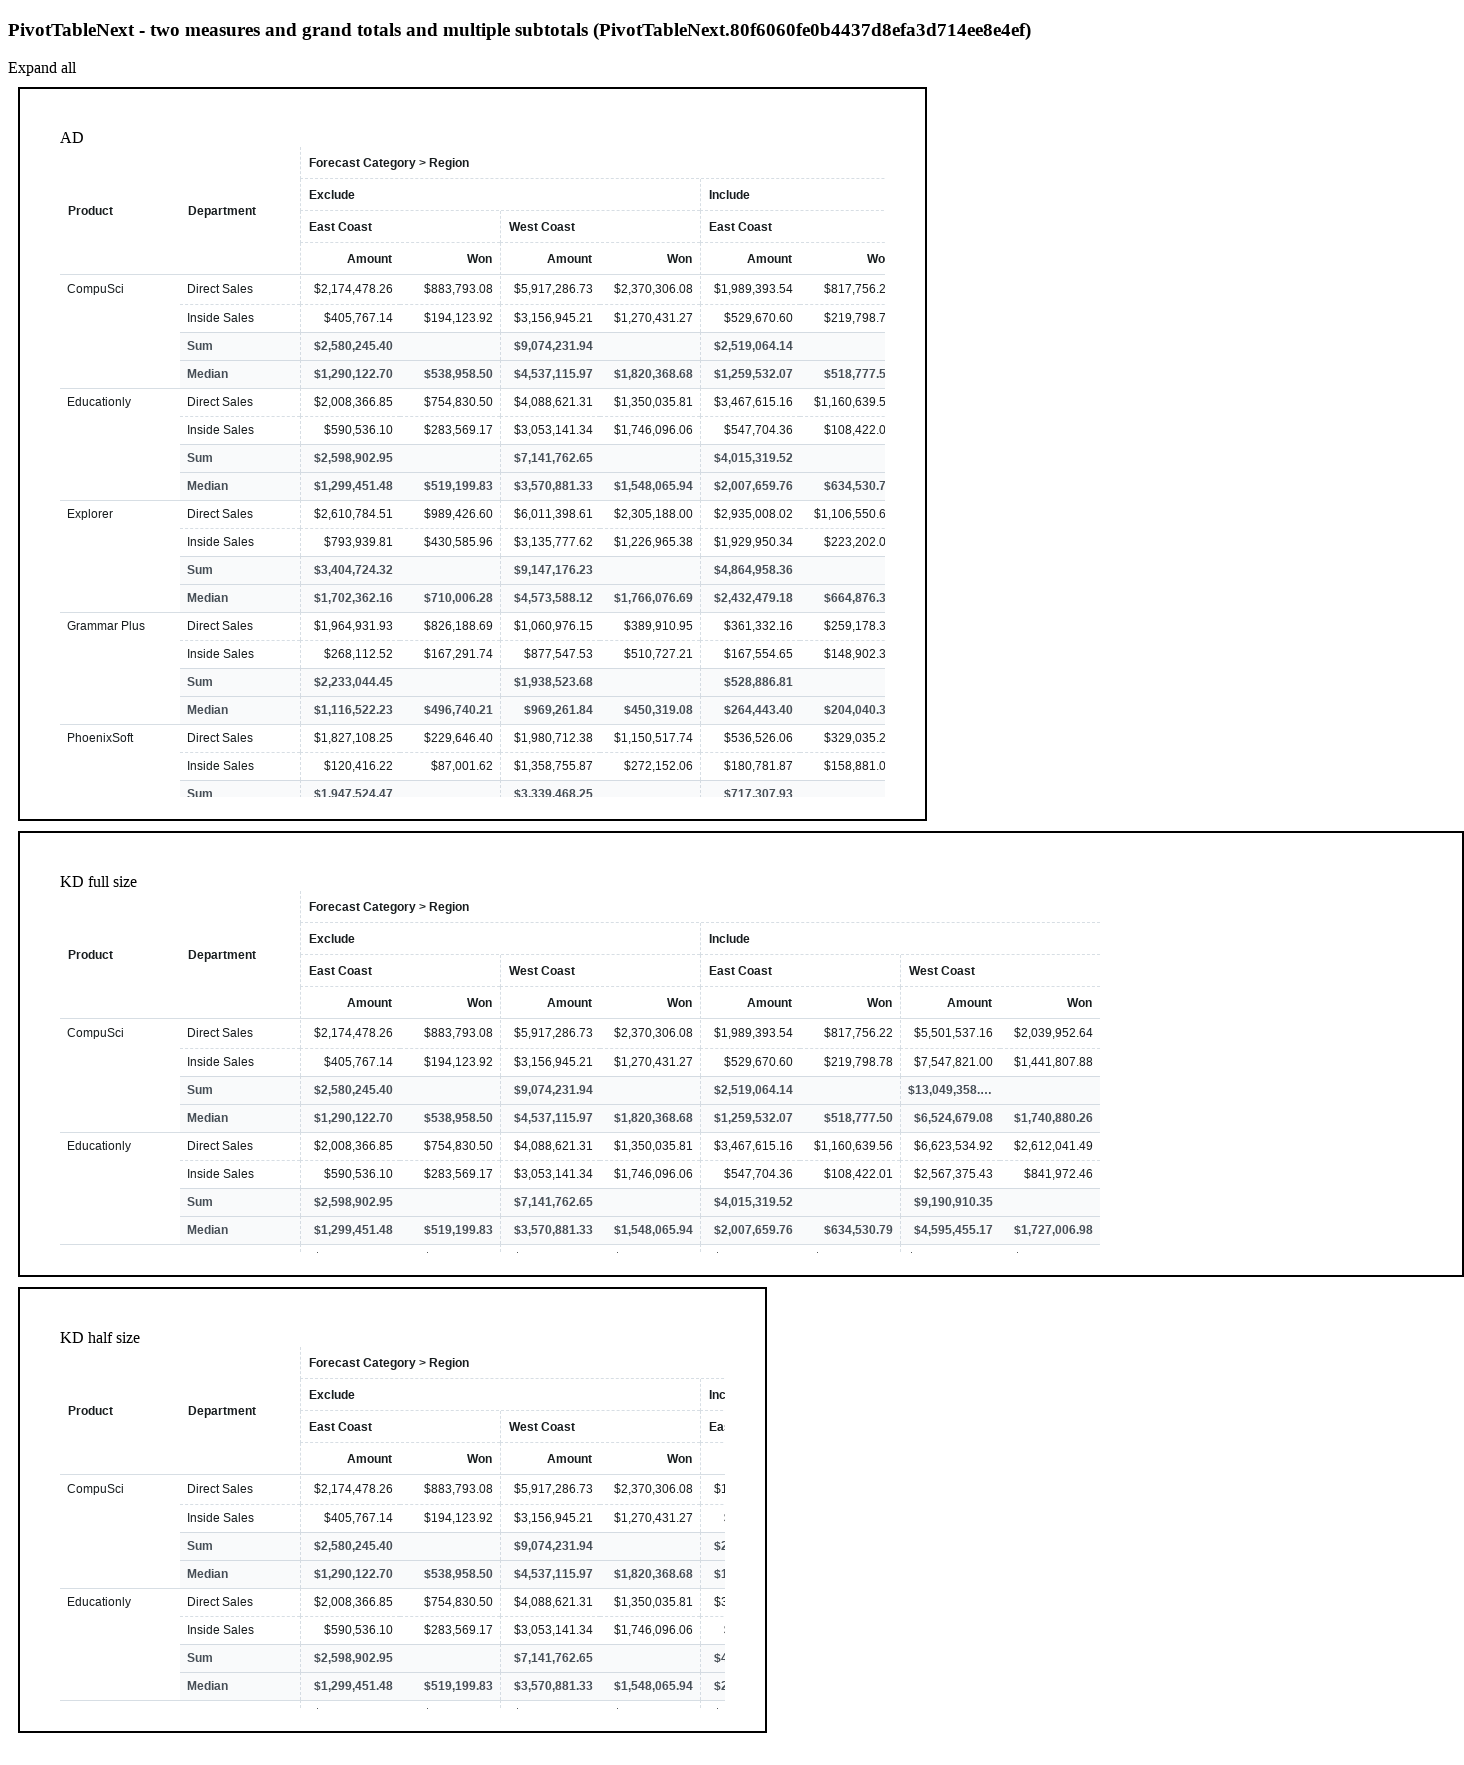 PivotTableNext - two measures and grand totals and multiple subtotals (PivotTableNext.80f6060fe0b4437d8efa3d714ee8e4ef)
Expand all
AD
Forecast Category > Region
Exclude Include
Product Department
East Coast West Coast East Coast
Amount Won Amount Won Amount Wo
CompuSci Direct Sales $2,174,478.26 $883,793.08 $5,917,286.73 $2,370,306.08 $1,989,393.54 $817,756.2
Inside Sales $405,767.14 $194,123.92 $3,156,945.21 $1,270,431.27 $529,670.60 $219,798.7
Sum $2,580,245.40 $9,074,231.94 $2,519,064.14
Median $1,290,122.70 $538,958.50 $4,537,115.97 $1,820,368.68 $1,259,532.07 $518,777.5
Educationly Direct Sales $2,008,366.85 $754,830.50 $4,088,621.31 $1,350,035.81 $3,467,615.16 $1,160,639.5
Inside Sales $590,536.10 $283,569.17 $3,053,141.34 $1,746,096.06 $547,704.36 $108,422.0
Sum $2,598,902.95 $7,141,762.65 $4,015,319.52
Median $1,299,451.48 $519,199.83 $3,570,881.33 $1,548,065.94 $2,007,659.76 $634,530.7
Explorer Direct Sales $2,610,784.51 $989,426.60 $6,011,398.61 $2,305,188.00 $2,935,008.02 $1,106,550.6
Inside Sales $793,939.81 $430,585.96 $3,135,777.62 $1,226,965.38 $1,929,950.34 $223,202.0
Sum $3,404,724.32 $9,147,176.23 $4,864,958.36
Median $1,702,362.16 $710,006.28 $4,573,588.12 $1,766,076.69 $2,432,479.18 $664,876.3
Grammar Plus Direct Sales $1,964,931.93 $826,188.69 $1,060,976.15 $389,910.95 $361,332.16 $259,178.3
Inside Sales $268,112.52 $167,291.74 $877,547.53 $510,727.21 $167,554.65 $148,902.3
Sum $2,233,044.45 $1,938,523.68 $528,886.81
Median $1,116,522.23 $496,740.21 $969,261.84 $450,319.08 $264,443.40 $204,040.3
PhoenixSoft Direct Sales $1,827,108.25 $229,646.40 $1,980,712.38 $1,150,517.74 $536,526.06 $329,035.2
Inside Sales $120,416.22 $87,001.62 $1,358,755.87 $272,152.06 $180,781.87 $158,881.0
Sum $1,947,524.47 $3,339,468.25 $717,307.93
KD full size
Forecast Category > Region
Exclude Include
Product Department
East Coast West Coast East Coast West Coast
Amount Won Amount Won Amount Won Amount Won
CompuSci Direct Sales $2,174,478.26 $883,793.08 $5,917,286.73 $2,370,306.08 $1,989,393.54 $817,756.22 $5,501,537.16 $2,039,952.64
Inside Sales $405,767.14 $194,123.92 $3,156,945.21 $1,270,431.27 $529,670.60 $219,798.78 $7,547,821.00 $1,441,807.88
Sum $2,580,245.40 $9,074,231.94 $2,519,064.14 $13,049,358.…
Median $1,290,122.70 $538,958.50 $4,537,115.97 $1,820,368.68 $1,259,532.07 $518,777.50 $6,524,679.08 $1,740,880.26
Educationly Direct Sales $2,008,366.85 $754,830.50 $4,088,621.31 $1,350,035.81 $3,467,615.16 $1,160,639.56 $6,623,534.92 $2,612,041.49
Inside Sales $590,536.10 $283,569.17 $3,053,141.34 $1,746,096.06 $547,704.36 $108,422.01 $2,567,375.43 $841,972.46
Sum $2,598,902.95 $7,141,762.65 $4,015,319.52 $9,190,910.35
Median $1,299,451.48 $519,199.83 $3,570,881.33 $1,548,065.94 $2,007,659.76 $634,530.79 $4,595,455.17 $1,727,006.98
KD half size
Forecast Category > Region
Exclude Inc
Product Department
East Coast West Coast Eas
Amount Won Amount Won
CompuSci Direct Sales $2,174,478.26 $883,793.08 $5,917,286.73 $2,370,306.08 $1
Inside Sales $405,767.14 $194,123.92 $3,156,945.21 $1,270,431.27
Sum $2,580,245.40 $9,074,231.94 $2
Median $1,290,122.70 $538,958.50 $4,537,115.97 $1,820,368.68 $1
Educationly Direct Sales $2,008,366.85 $754,830.50 $4,088,621.31 $1,350,035.81 $3
Inside Sales $590,536.10 $283,569.17 $3,053,141.34 $1,746,096.06
Sum $2,598,902.95 $7,141,762.65 $4
Median $1,299,451.48 $519,199.83 $3,570,881.33 $1,548,065.94 $2